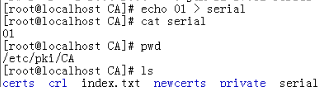 [root@localhost CA]# echo 01 > serial
[root@localhost CA]# cat serial
01
[root@localhost CA]# pwd
/etc/pki/CA
[root@localhost CA]# ls
certs crl index.txt newcerts private serial